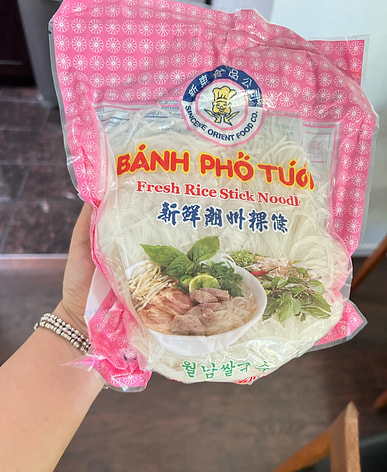 新東食品公司
SINCERE ORIENT FOOD CO.
BÁNH PHỞ TƯƠI
Fresh Rice Stick Noodl
新鮮潮州粿條
월남쌀국수